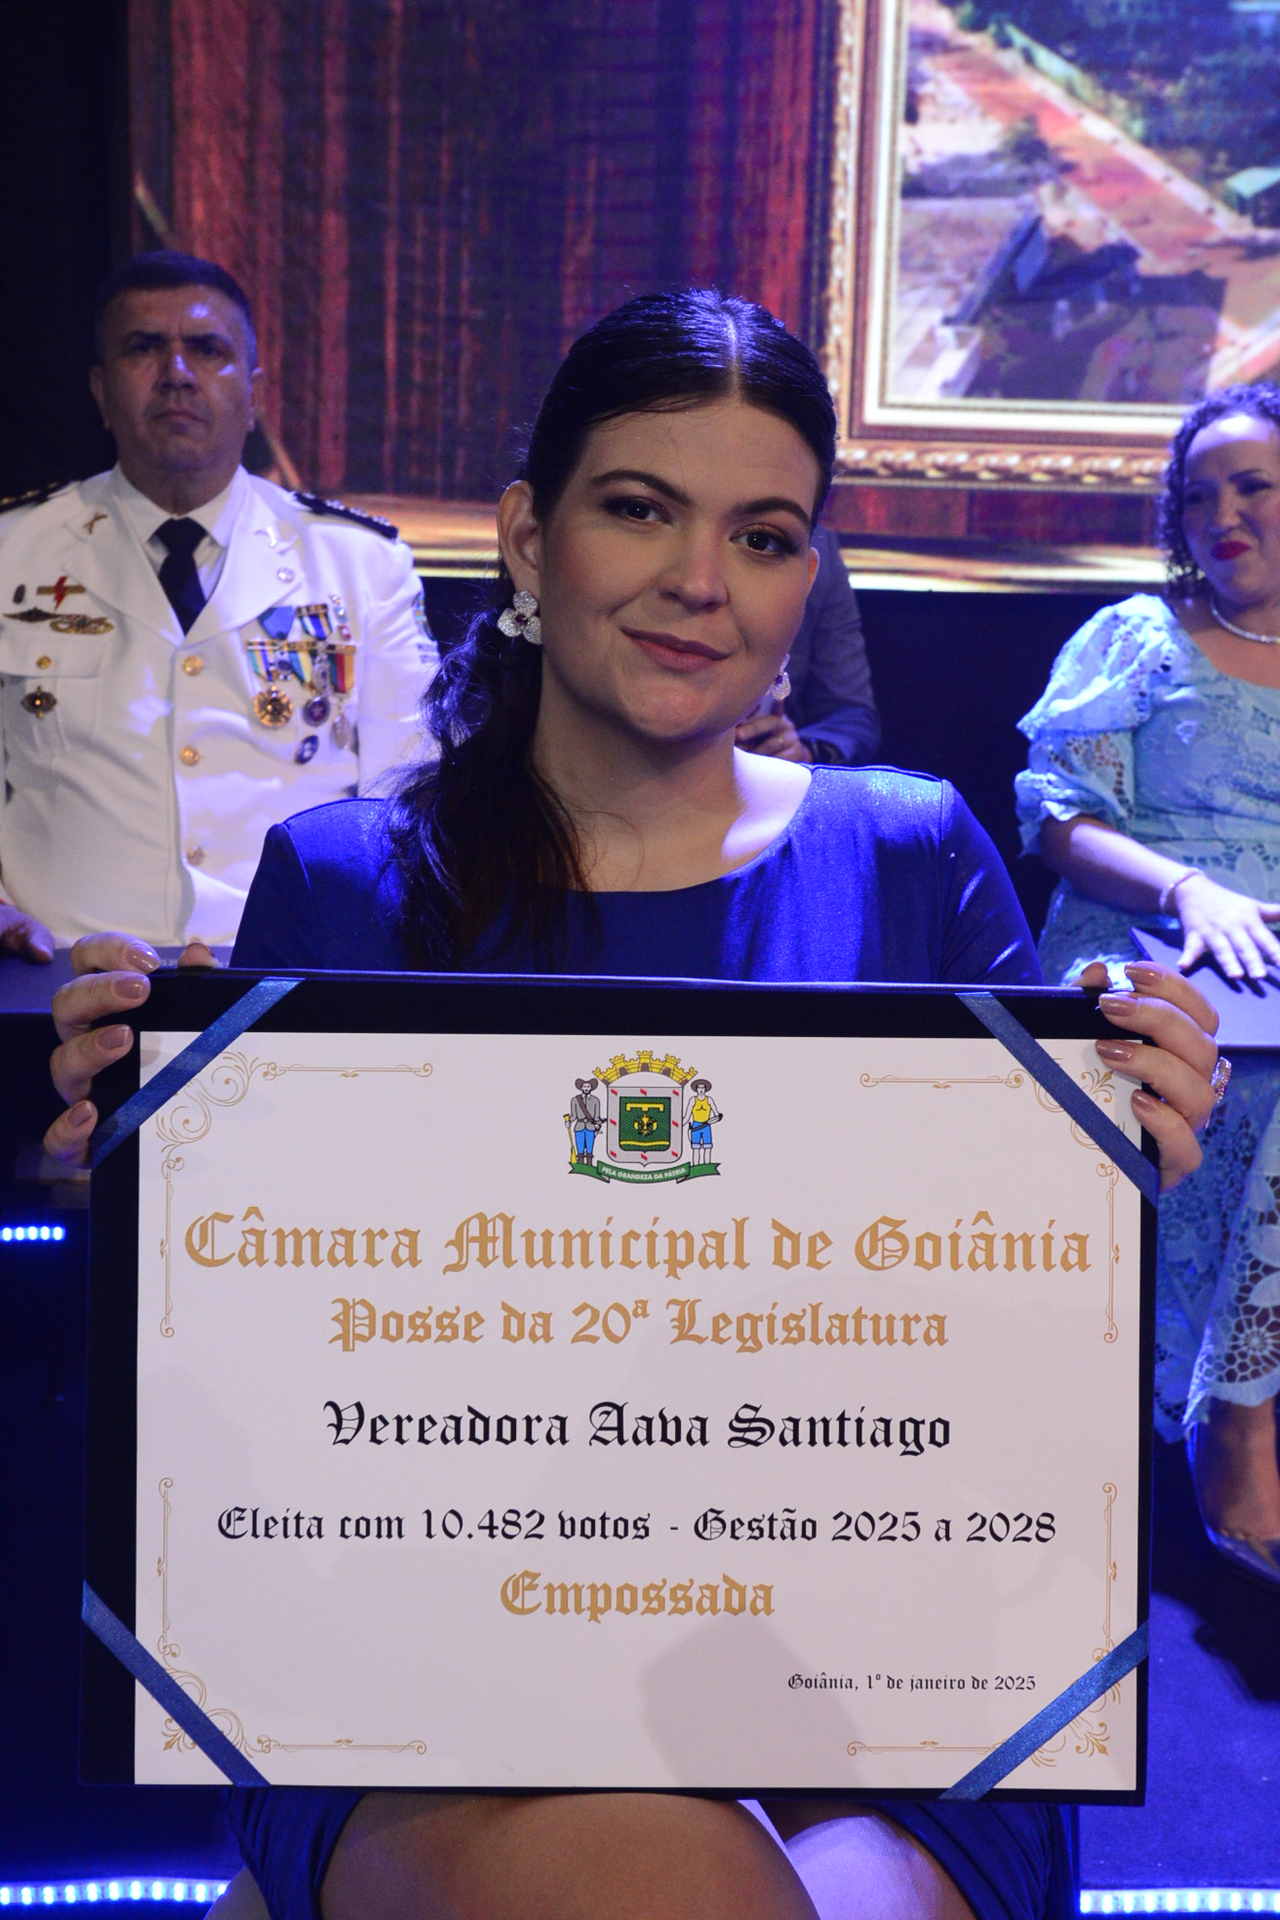 PELA GRANDEZA DA PÁTRIA
Câmara Municipal de Goiânia
Posse da 20ª Legislatura
Vereadora Aava Santiago
Eleita com 10.482 votos - Gestão 2025 a 2028
Empossada
Goiânia, 1º de janeiro de 2025